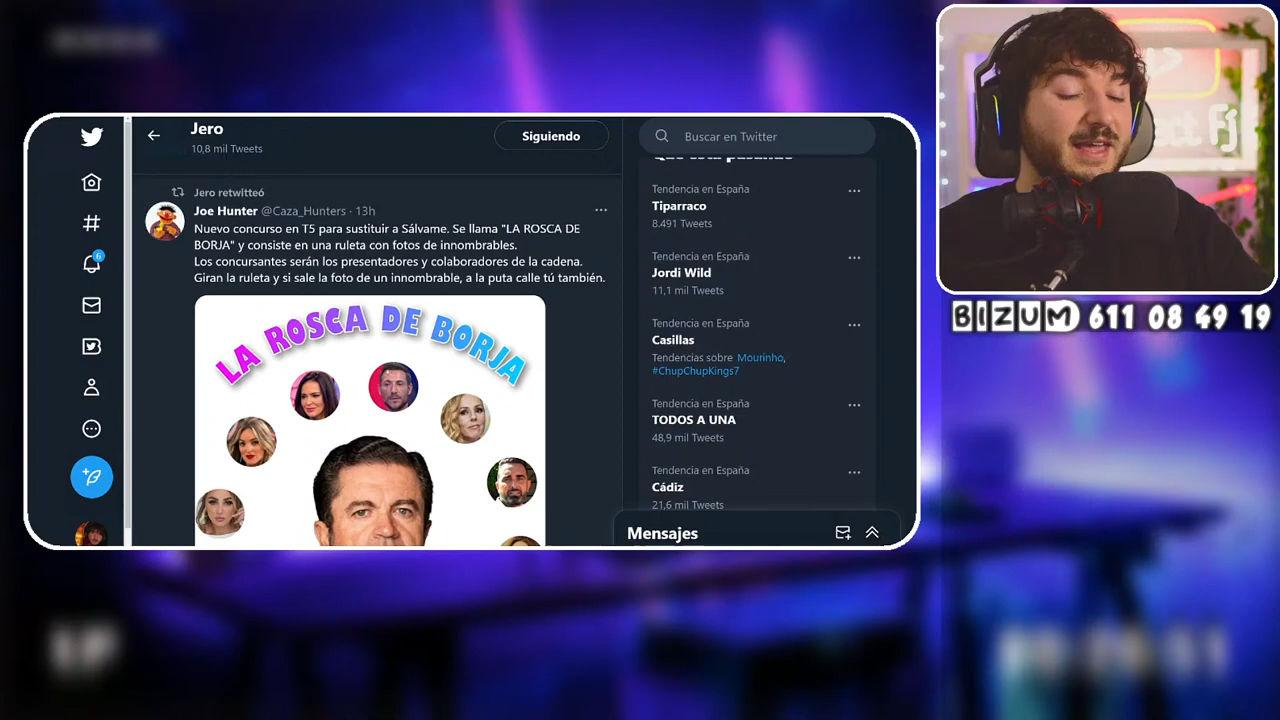 Jero
10,8 mil Tweets
Siguiendo
Buscar en Twitter
Jero retwitteó
Joe Hunter @Caza_Hunters · 13h
Nuevo concurso en T5 para sustituir a Sálvame. Se llama "LA ROSCA DE
BORJA" y consiste en una ruleta con fotos de innombrables.
Los concursantes serán los presentadores y colaboradores de la cadena.
Giran la ruleta y si sale la foto de un innombrable, a la puta calle tú también.
LA ROSCA DE BORJA
Qué está pasando
Tendencia en España
Tiparraco
8.491 Tweets
Tendencia en España
Jordi Wild
11,1 mil Tweets
Tendencia en España
Casillas
Tendencias sobre Mourinho,
#ChupChupKings7
Tendencia en España
TODOS A UNA
48,9 mil Tweets
Tendencia en España
Cádiz
21,6 mil Tweets
Mensajes
6
BIZUM 611 08 49 19